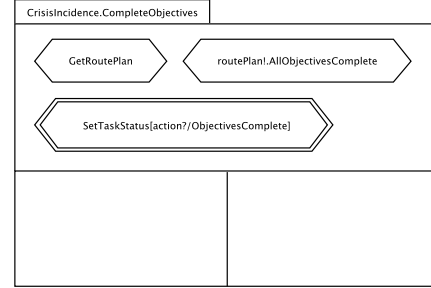 CrisisIncidence.CompleteObjectives
GetRoutePlan
routePlan!.AllObjectivesComplete
SetTaskStatus[action?/ObjectivesComplete]